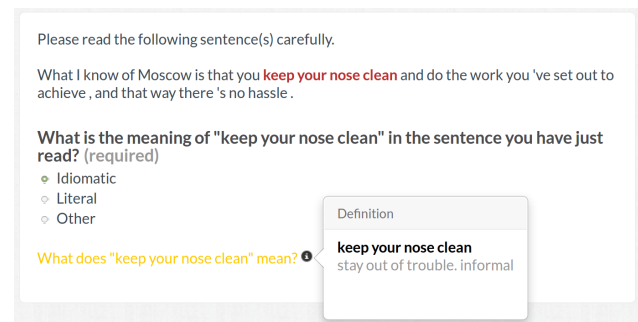 Please read the following sentence(s) carefully.
What I know of Moscow is that you keep your nose clean and do the work you 've set out to
achieve , and that way there 's no hassle .
What is the meaning of "keep your nose clean" in the sentence you have just
read? (required)
Idiomatic
Literal
Other
What does "keep your nose clean" mean?
Definition
keep your nose clean
stay out of trouble. informal